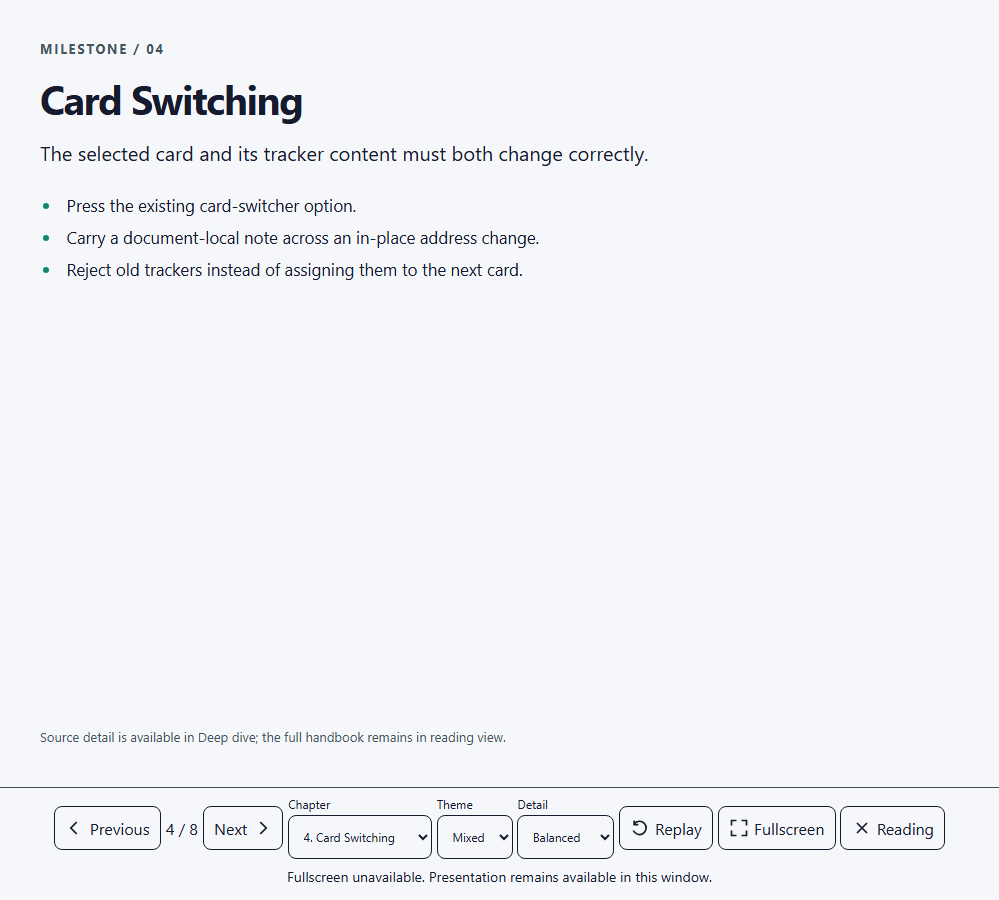 MILESTONE / 04
Card Switching
The selected card and its tracker content must both change correctly.
Press the existing card-switcher option.
Carry a document-local note across an in-place address change.
Reject old trackers instead of assigning them to the next card.
Source detail is available in Deep dive; the full handbook remains in reading view.
Chapter Theme Detail
Previous 4 / 8 Next 4. Card Switching Mixed Balanced Replay Fullscreen Reading
Fullscreen unavailable. Presentation remains available in this window.